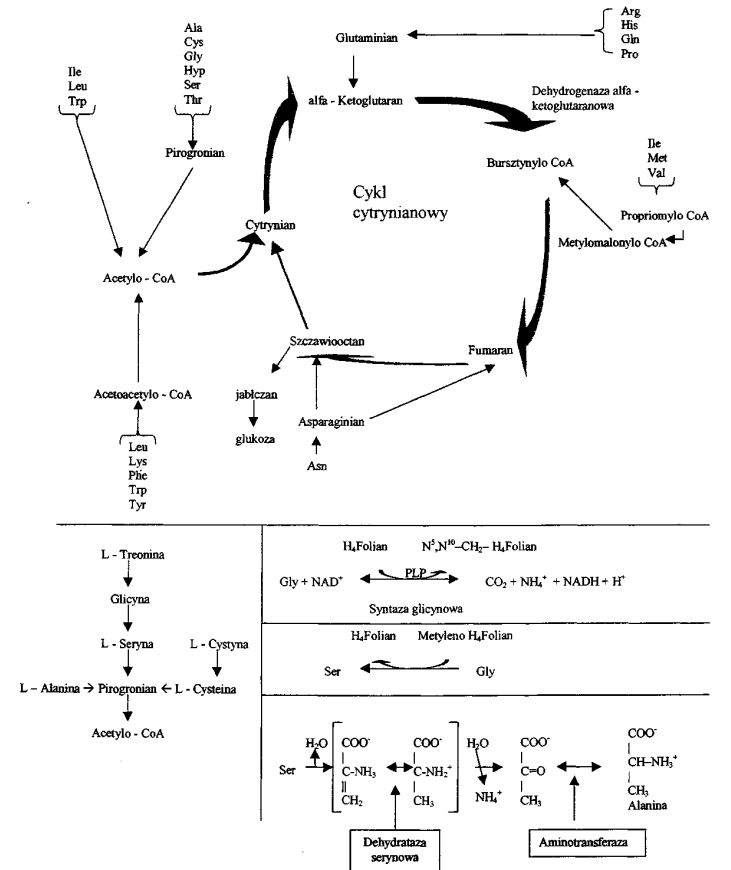 Ala
Cys
Gly
Hyp
Ser
Thr
Ile
Leu
Trp
Pirogronian
Glutaminian
Arg
His
Gln
Pro
alfa - Ketoglutaran
Dehydrogenaza alfa -
ketoglutaranowa
Bursztynylo CoA
Ile
Met
Val
Propriomylo CoA
Metylomalonylo CoA
Cykl
cytrynianowy
Cytrynian
Acetylo - CoA
Szczawiooctan
Fumaran
Acetoacetylo - CoA
jabłczan
Asparaginian
glukoza
Asn
Leu
Lys
Phe
Trp
Tyr
L - Treonina
Glicyna
L - Seryna
L - Cystyna
L – Alanina → Pirogronian ← L - Cysteina
Acetylo - CoA
H₄Folian N⁵,N¹⁰–CH₂– H₄Folian
PLP
Gly + NAD⁺ CO₂ + NH₄⁺ + NADH + H⁺
Syntaza glicynowa
H₄Folian Metyleno H₄Folian
Ser Gly
COO⁻
H₂O COO⁻ COO⁻ H₂O COO⁻
CH–NH₃⁺
Ser C-NH₃ C-NH₂⁺ C=O
CH₃
CH₂ CH₃ NH₄⁺ CH₃
Alanina
Dehydrataza
serynowa
Aminotransferaza